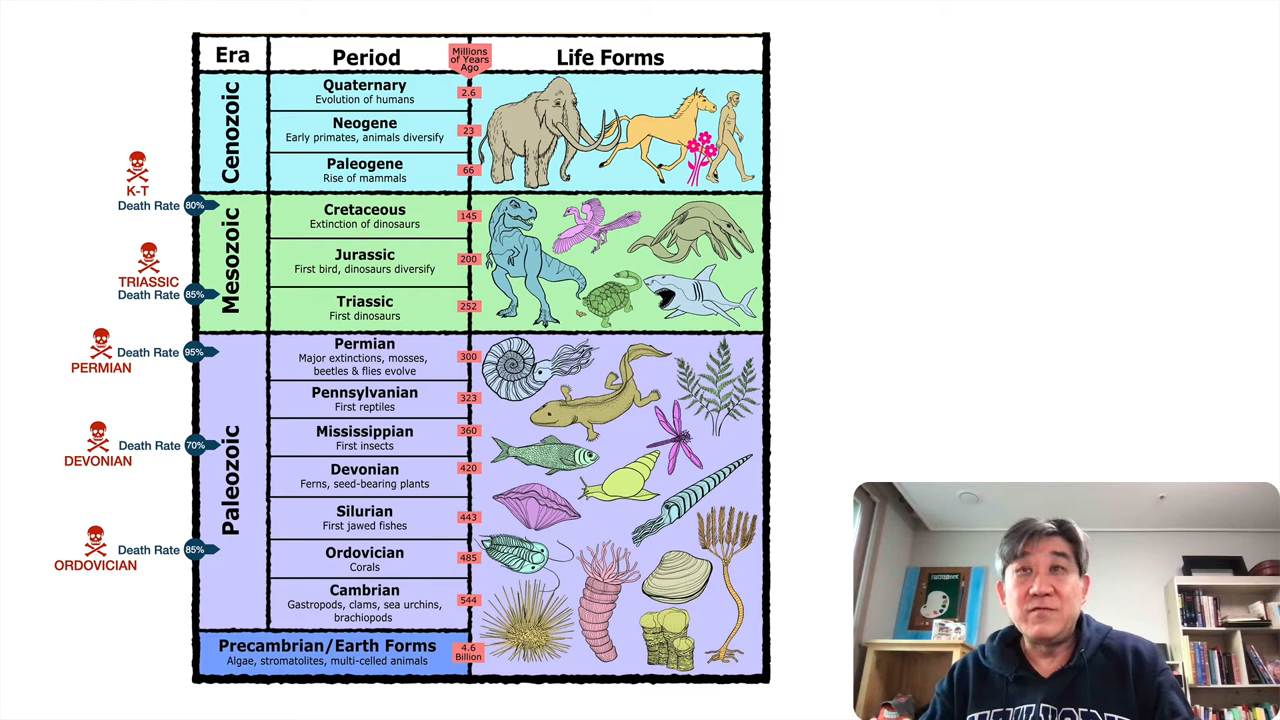 Era
Period
Millions
of Years
Ago
Life Forms
Cenozoic
Quaternary
Evolution of humans
2.6
Neogene
Early primates, animals diversify
23
Paleogene
Rise of mammals
66
K-T
Death Rate 80%
Mesozoic
Cretaceous
Extinction of dinosaurs
145
Jurassic
First bird, dinosaurs diversify
200
TRIASSIC
Death Rate 85%
Triassic
First dinosaurs
252
Death Rate 95%
PERMIAN
Paleozoic
Permian
Major extinctions, mosses,
beetles & flies evolve
300
Pennsylvanian
First reptiles
323
Mississippian
First insects
360
Death Rate 70%
DEVONIAN
Devonian
Ferns, seed-bearing plants
420
Silurian
First jawed fishes
443
Death Rate 85%
ORDOVICIAN
Ordovician
Corals
485
Cambrian
Gastropods, clams, sea urchins,
brachiopods
544
Precambrian/Earth Forms
Algae, stromatolites, multi-celled animals
4.6
Billion